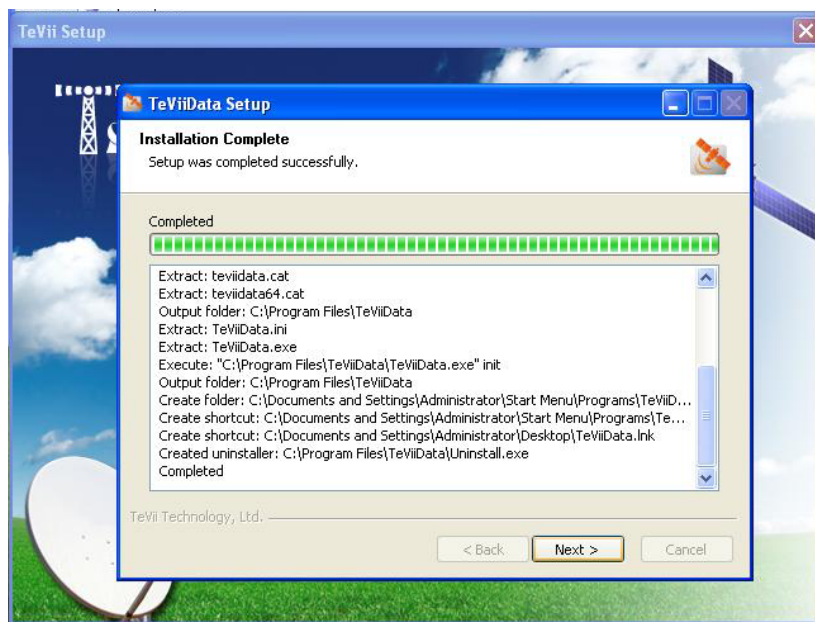 TeVii Setup
TeViiData Setup
Installation Complete
Setup was completed successfully.
Completed
Extract: teviidata.cat
Extract: teviidata64.cat
Output folder: C:\Program Files\TeViiData
Extract: TeViiData.ini
Extract: TeViiData.exe
Execute: "C:\Program Files\TeViiData\TeViiData.exe" init
Output folder: C:\Program Files\TeViiData
Create folder: C:\Documents and Settings\Administrator\Start Menu\Programs\TeViiD...
Create shortcut: C:\Documents and Settings\Administrator\Start Menu\Programs\Te...
Create shortcut: C:\Documents and Settings\Administrator\Desktop\TeViiData.lnk
Created uninstaller: C:\Program Files\TeViiData\Uninstall.exe
Completed
TeVii Technology, Ltd.
< Back Next > Cancel